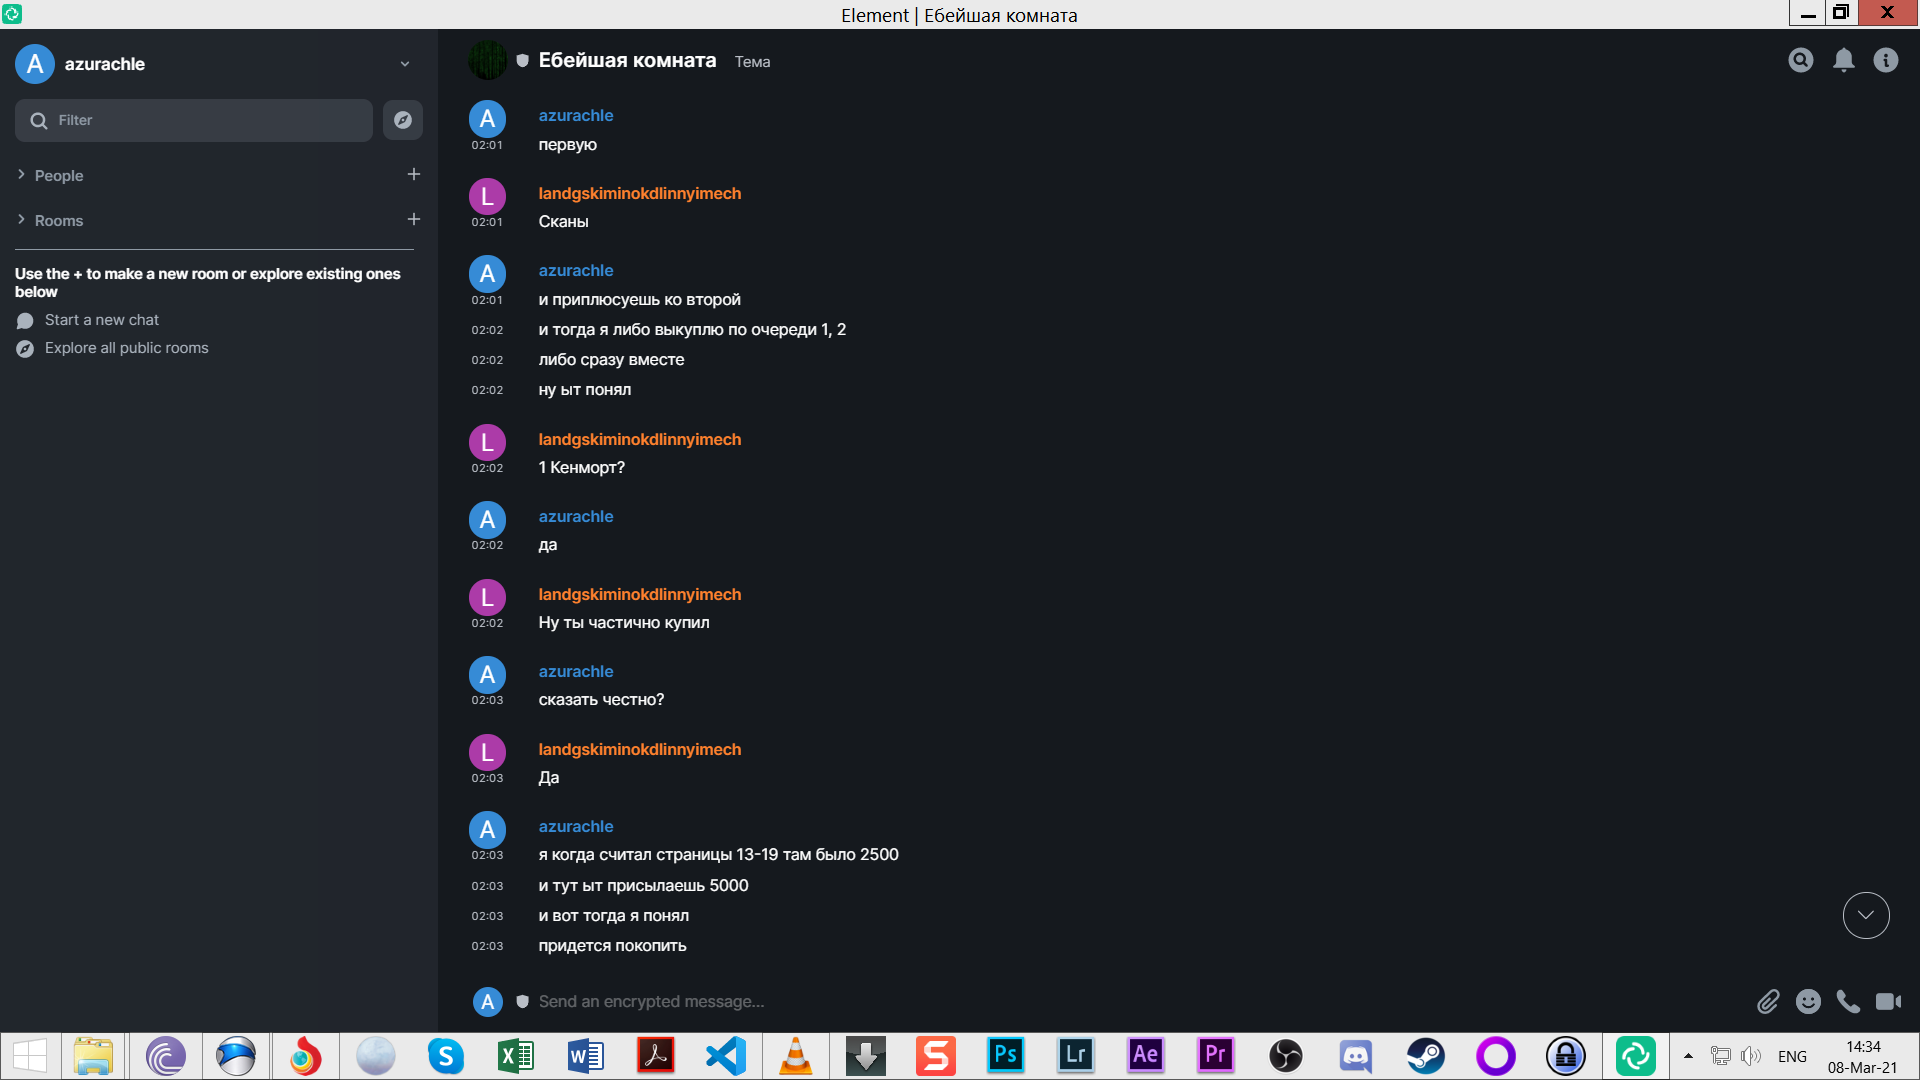 Element | Ебейшая комната
A azurachle
Filter
People
Rooms
Use the + to make a new room or explore existing ones
below
Start a new chat
Explore all public rooms
Ебейшая комната Тема
A azurachle
02:01 первую
L landgskiminokdlinnyimech
02:01 Сканы
A azurachle
02:01 и приплюсуешь ко второй
02:02 и тогда я либо выкуплю по очереди 1, 2
02:02 либо сразу вместе
02:02 ну ыт понял
L landgskiminokdlinnyimech
02:02 1 Кенморт?
A azurachle
02:02 да
L landgskiminokdlinnyimech
02:02 Ну ты частично купил
A azurachle
02:03 сказать честно?
L landgskiminokdlinnyimech
02:03 Да
A azurachle
02:03 я когда считал страницы 13-19 там было 2500
02:03 и тут ыт присылаешь 5000
02:03 и вот тогда я понял
02:03 придется покопить
A Send an encrypted message...
S X W S Ps Lr Ae Pr ENG 14:34
08-Mar-21